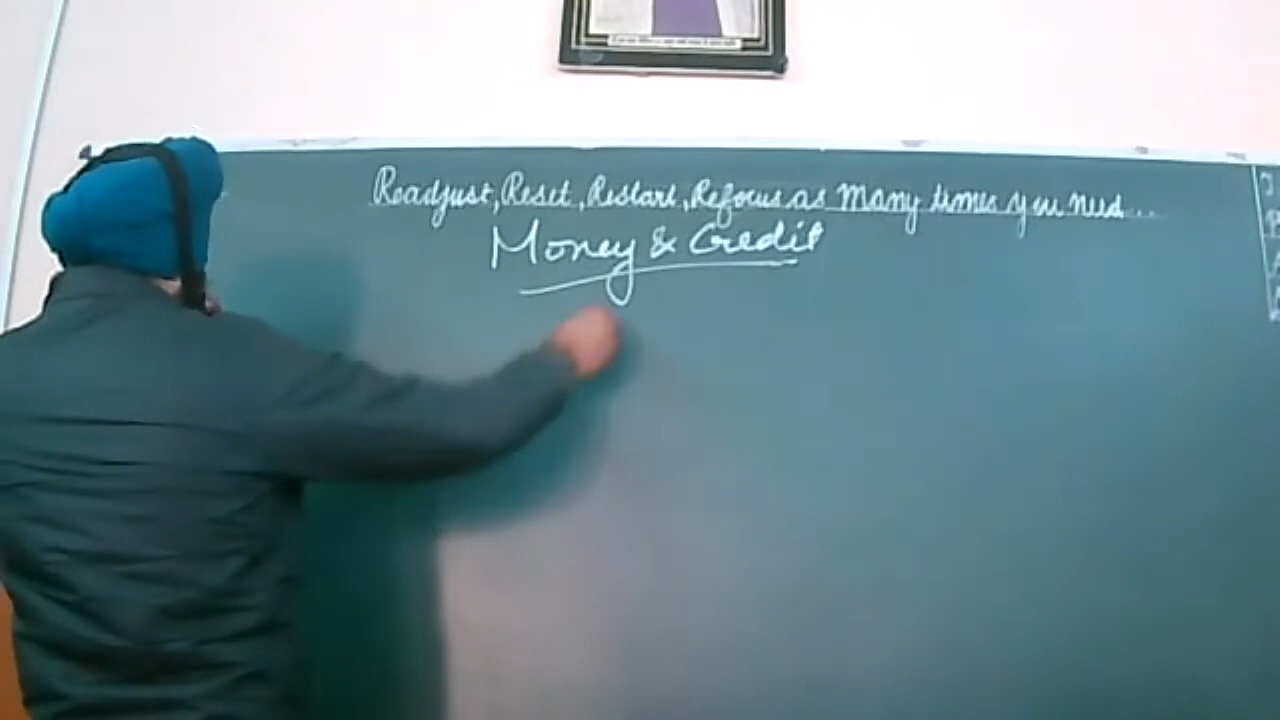 Readjust, Reset, Restart, Refocus as Many times you need...
Money & Credit